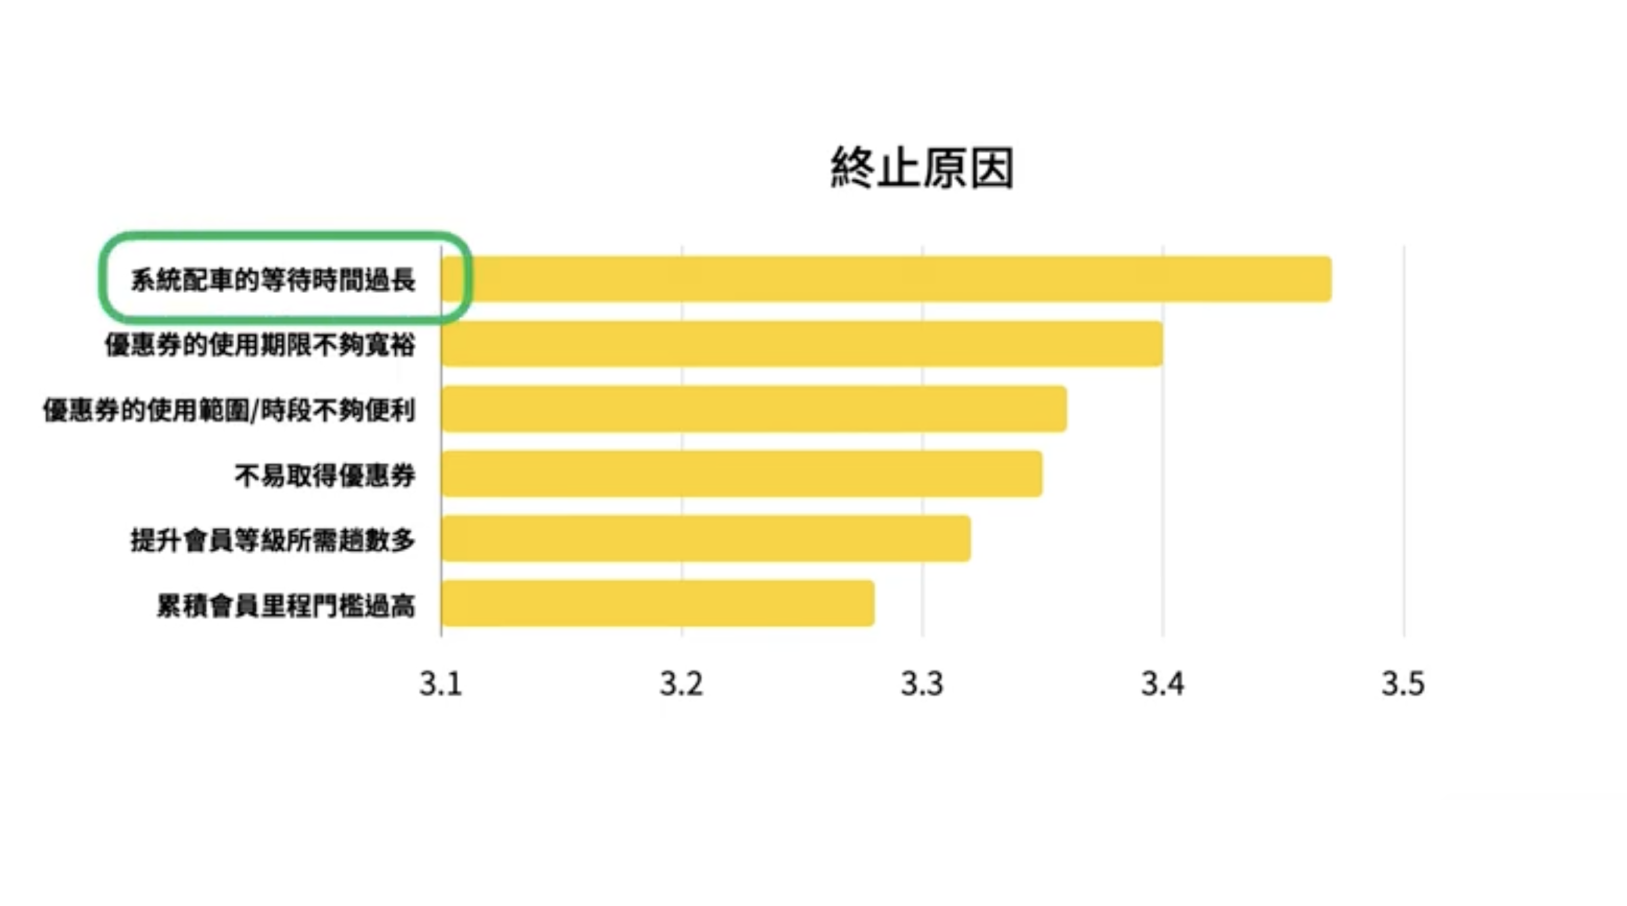 終止原因
系統配車的等待時間過長
優惠券的使用期限不夠寬裕
優惠券的使用範圍/時段不夠便利
不易取得優惠券
提升會員等級所需趟數多
累積會員里程門檻過高
3.1 3.2 3.3 3.4 3.5